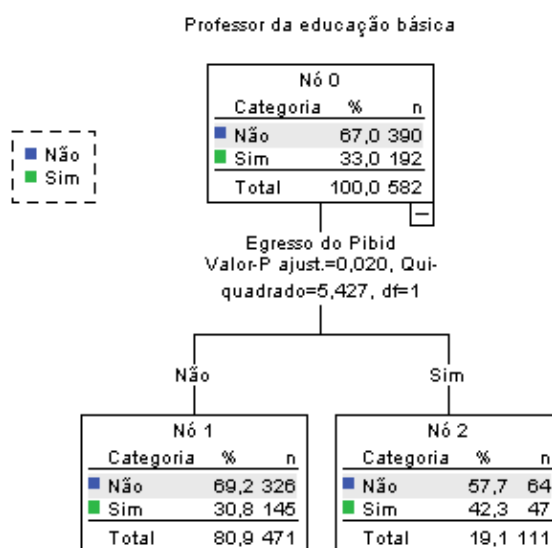 Professor da educação básica
Nó 0
Categoria % n
Não 67,0 390
Sim 33,0 192
Total 100,0 582
Não
Sim
Egresso do Pibid
Valor-P ajust.=0,020, Qui-
quadrado=5,427, df=1
Não
Sim
Nó 1
Categoria % n
Não 69,2 326
Sim 30,8 145
Total 80,9 471
Nó 2
Categoria % n
Não 57,7 64
Sim 42,3 47
Total 19,1 111